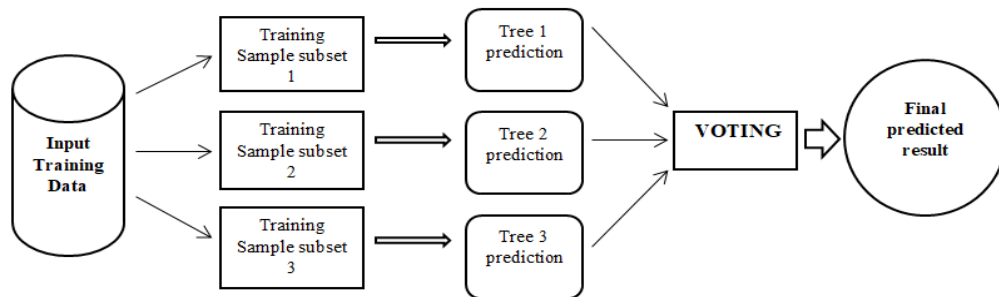 Input
Training
Data
Training
Sample subset
1
Training
Sample subset
2
Training
Sample subset
3
Tree 1
prediction
Tree 2
prediction
Tree 3
prediction
VOTING
Final
predicted
result